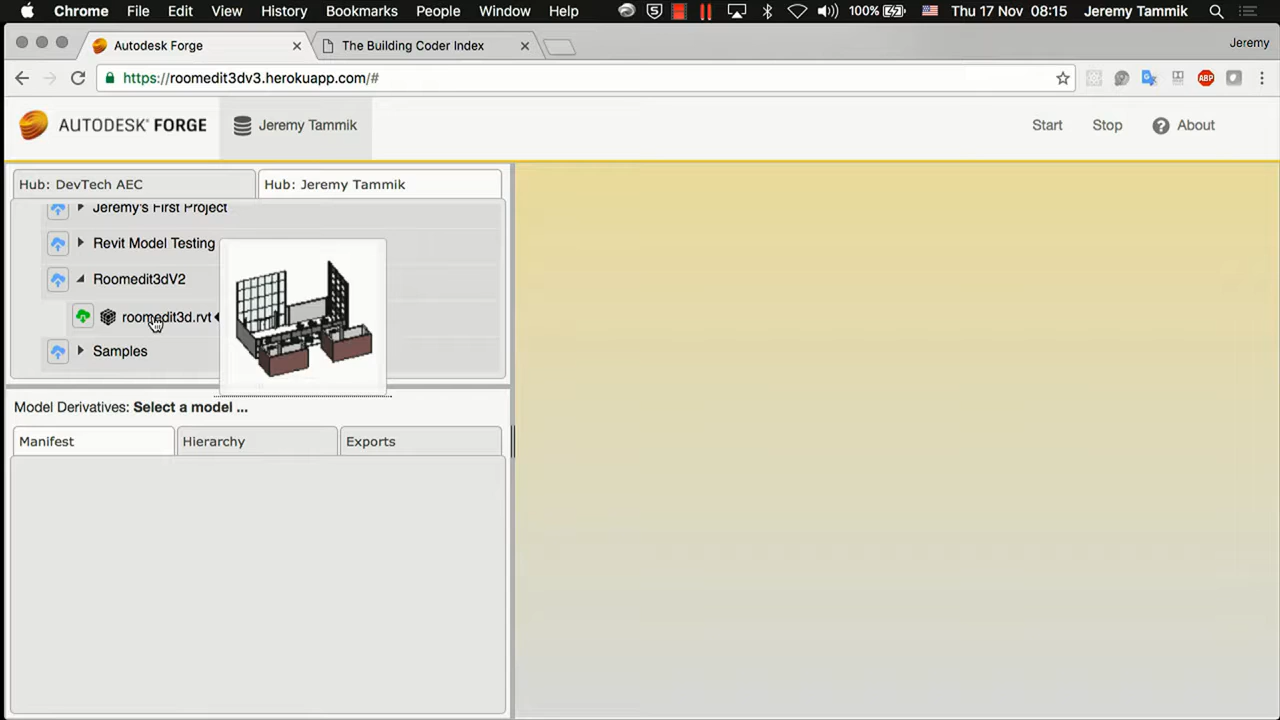 Chrome File Edit View History Bookmarks People Window Help 100% Thu 17 Nov 08:15 Jeremy Tammik
Autodesk Forge The Building Coder Index Jeremy
https://roomedit3dv3.herokuapp.com/# ABP
AUTODESK® FORGE Jeremy Tammik Start Stop About
Hub: DevTech AEC Hub: Jeremy Tammik
Jeremy's First Project
Revit Model Testing
Roomedit3dV2
roomedit3d.rvt
Samples
Model Derivatives: Select a model ...
Manifest Hierarchy Exports